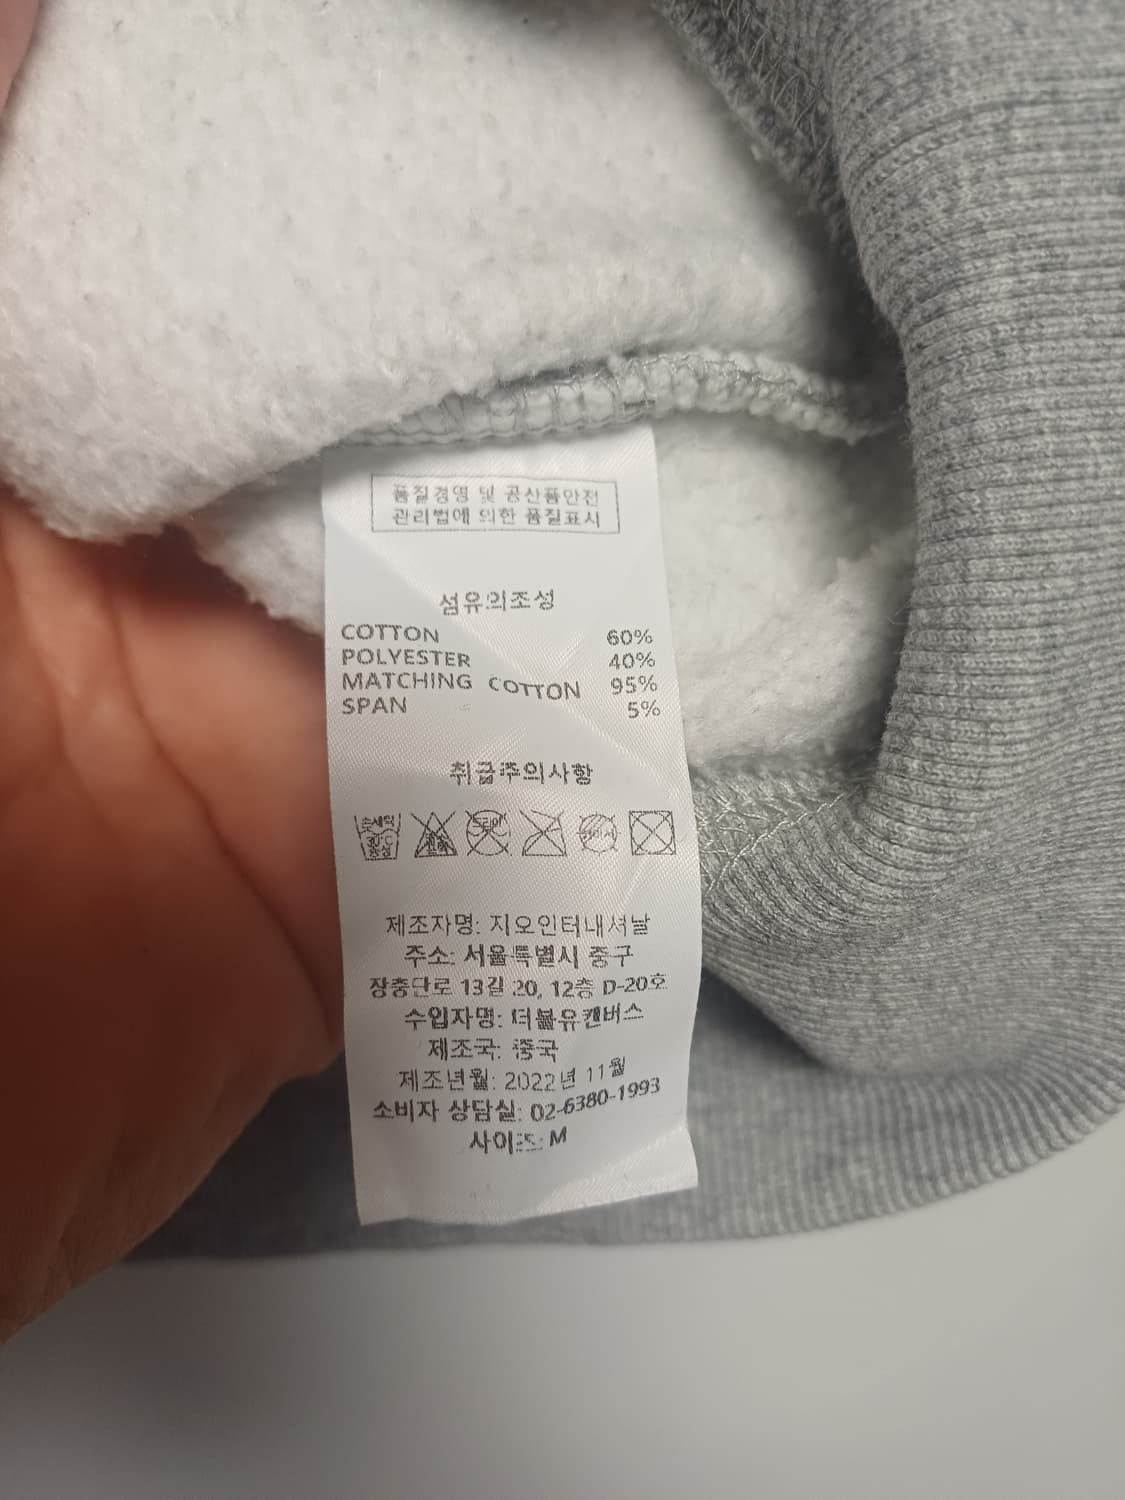 품질경영 및 공산품안전
관리법에 의한 품질표시
섬유의조성
COTTON 60%
POLYESTER 40%
MATCHING COTTON 95%
SPAN 5%
취급주의사항
손세탁
중성
제조자명: 지오인터내셔날
주소: 서울특별시 중구
장충단로 13길 20, 12층 D-20호
수입자명: 더블유캔버스
제조국: 중국
제조년월: 2022년 11월
소비자 상담실: 02-6380-1993
사이즈: M